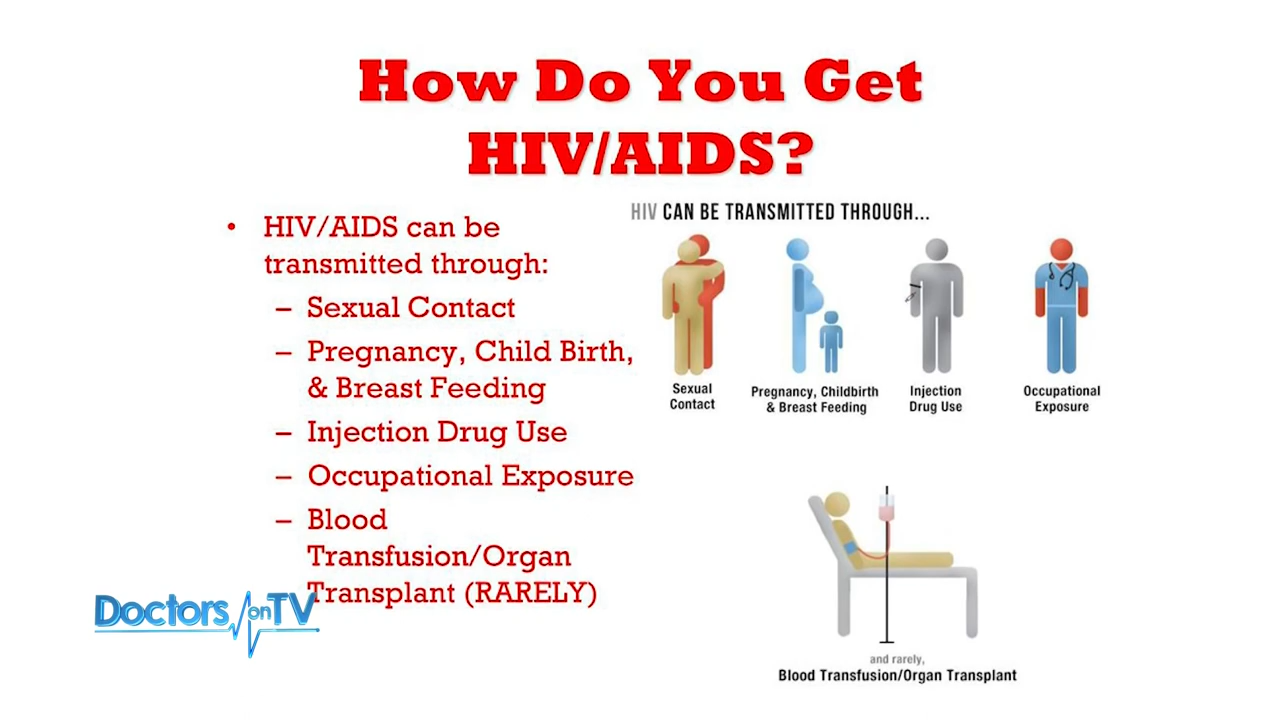 How Do You Get
HIV/AIDS?
• HIV/AIDS can be
transmitted through:
– Sexual Contact
– Pregnancy, Child Birth,
& Breast Feeding
– Injection Drug Use
– Occupational Exposure
– Blood
Transfusion/Organ
Transplant (RARELY)
HIV CAN BE TRANSMITTED THROUGH...
Sexual
Contact
Pregnancy, Childbirth
& Breast Feeding
Injection
Drug Use
Occupational
Exposure
and rarely,
Blood Transfusion/Organ Transplant
Doctors on TV